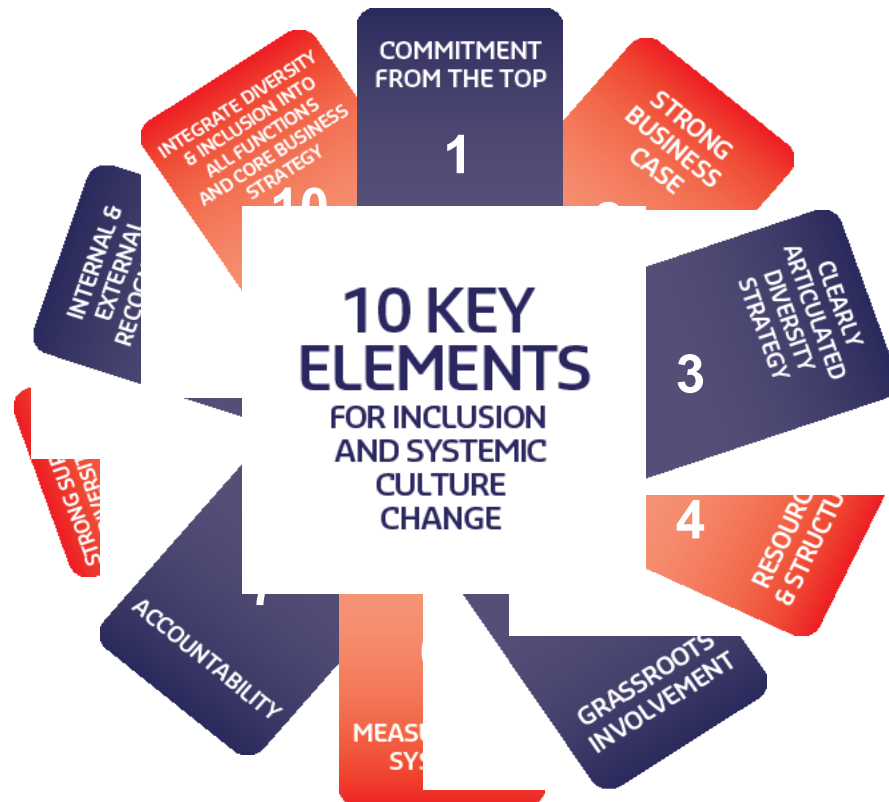 COMMITMENT
FROM THE TOP
1
STRONG
BUSINESS
CASE
CLEARLY
ARTICULATED
DIVERSITY
STRATEGY
3
4
& 
GRASSROOTS
INVOLVEMENT
ACCOUNTABILITY
STRONG
INTERNAL &
EXTERNAL
INTEGRATE DIVERSITY
& INCLUSION INTO
ALL FUNCTIONS
AND CORE BUSINESS
STRATEGY
10
10 KEY
ELEMENTS
FOR INCLUSION
AND SYSTEMIC
CULTURE
CHANGE